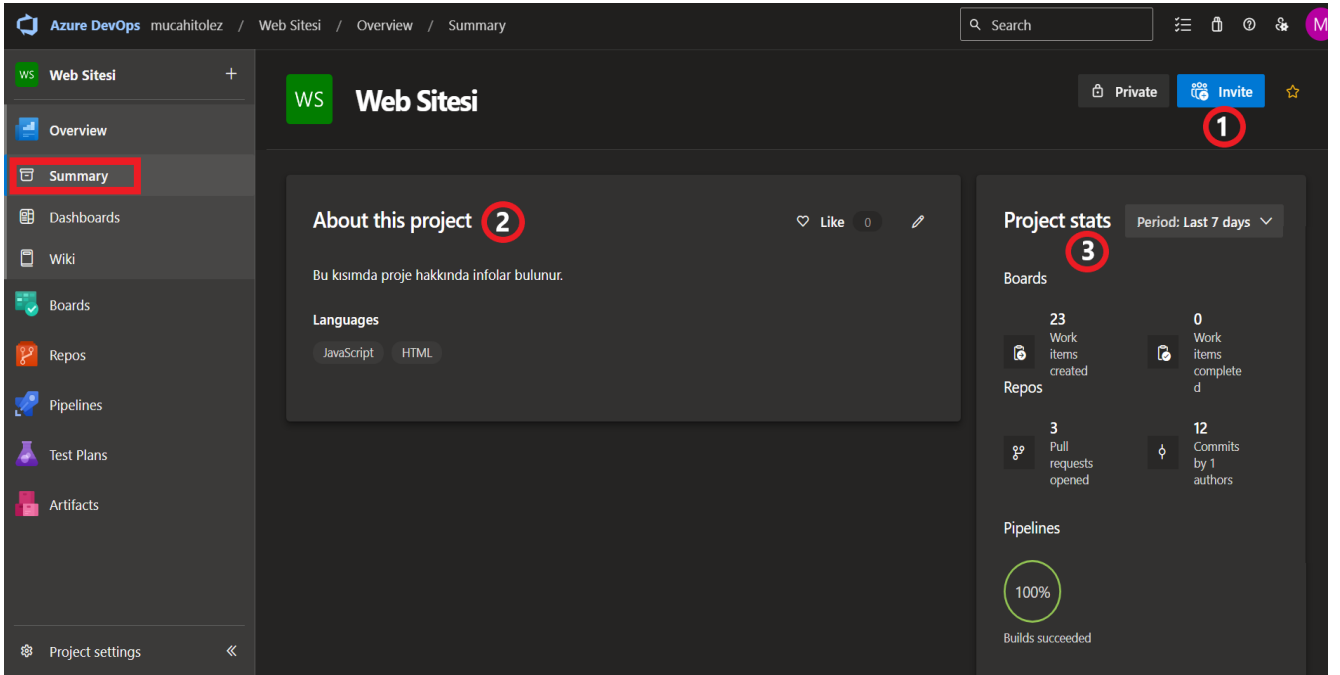 Azure DevOps mucahitolez / Web Sitesi / Overview / Summary
Search
M
WS Web Sitesi +
Overview
Summary
Dashboards
Wiki
Boards
Repos
Pipelines
Test Plans
Artifacts
Project settings
WS Web Sitesi
Private
Invite
1
About this project 2
Like 0
Bu kısımda proje hakkında infolar bulunur.
Languages
JavaScript HTML
Project stats
Period: Last 7 days
3
Boards
23
Work
items
created
0
Work
items
complete
d
Repos
3
Pull
requests
opened
12
Commits
by 1
authors
Pipelines
100%
Builds succeeded